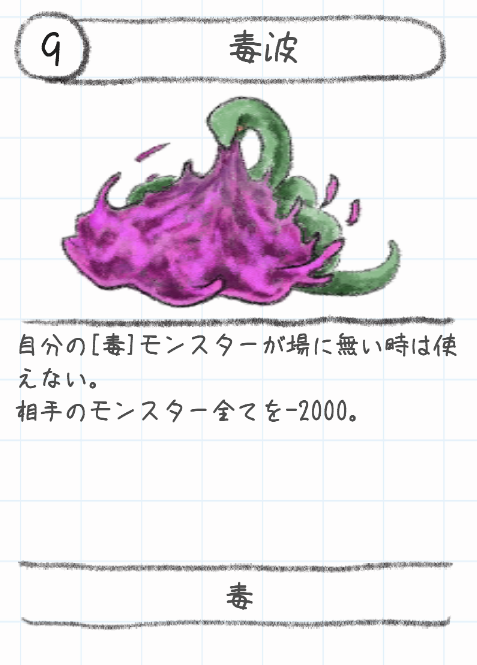 9
毒波
自分の[毒]モンスターが場に無い時は使
えない。
相手のモンスター全てを-2000。
毒